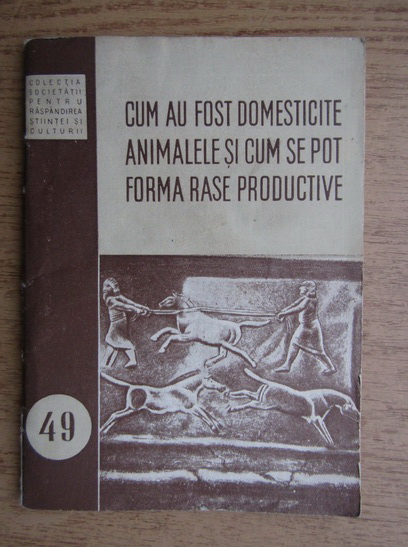 COLECȚIA
SOCIETĂȚII
PENTRU
RĂSPÂNDIREA
ȘTIINȚEI ȘI
CULTURII
CUM AU FOST DOMESTICITE
ANIMALELE ȘI CUM SE POT
FORMA RASE PRODUCTIVE
49